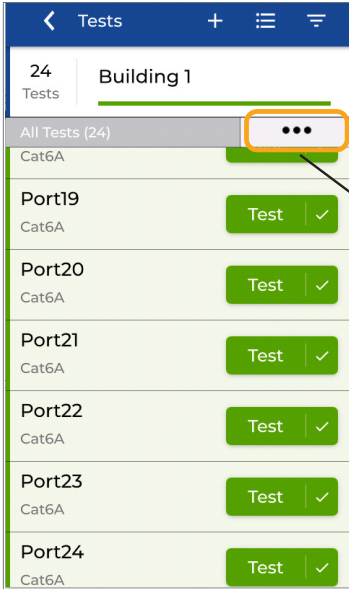 Tests
24
Tests
Building 1
All Tests (24)
Cat6A
Port19
Cat6A
Test
Port20
Cat6A
Test
Port21
Cat6A
Test
Port22
Cat6A
Test
Port23
Cat6A
Test
Port24
Cat6A
Test